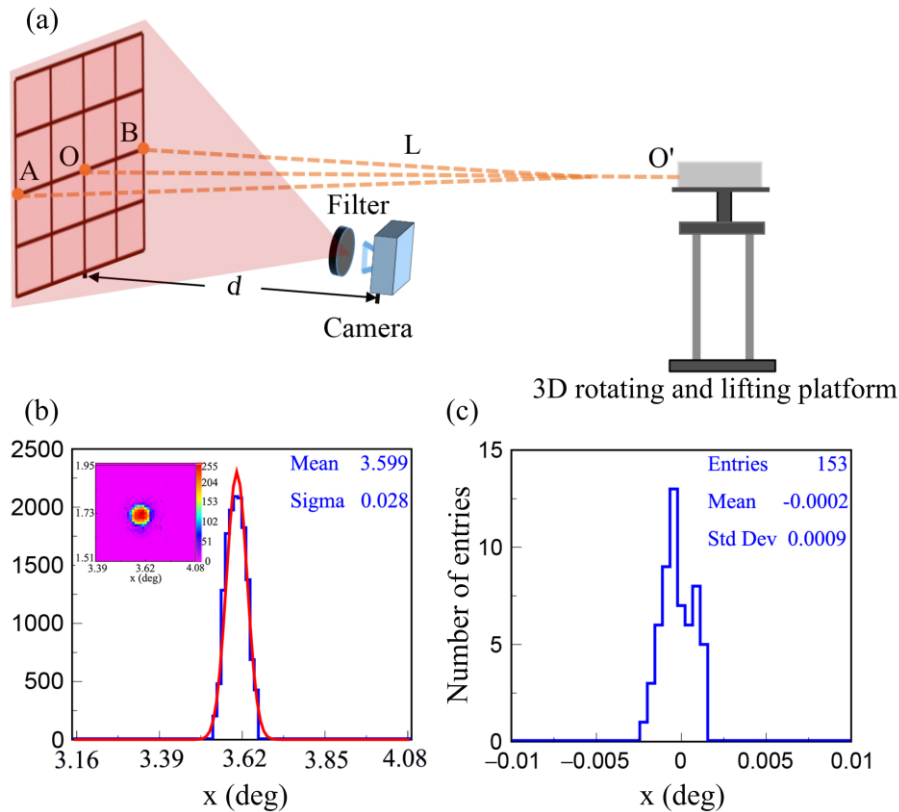 (a)
A
O
B
L
O'
Filter
d
Camera
3D rotating and lifting platform
(b)
2500
2000
1500
1000
500
0
Mean 3.599
Sigma 0.028
1.95
1.73
1.51
3.39 3.62 4.08
x (deg)
255
204
153
102
51
0
3.16 3.39 3.62 3.85 4.08
x (deg)
(c)
Number of entries
15
10
5
0
Entries 153
Mean -0.0002
Std Dev 0.0009
−0.01 −0.005 0 0.005 0.01
x (deg)